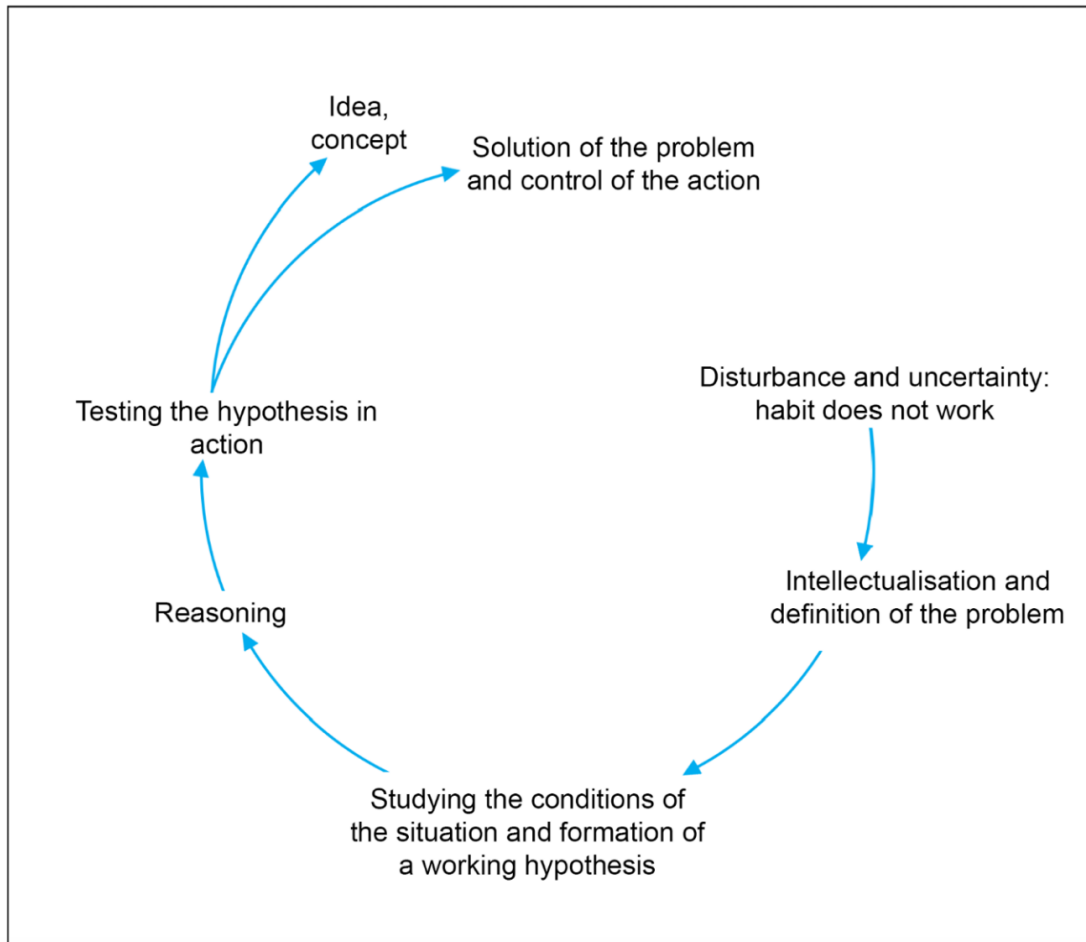 Idea,
concept
Solution of the problem
and control of the action
Disturbance and uncertainty:
habit does not work
Testing the hypothesis in
action
Intellectualisation and
definition of the problem
Reasoning
Studying the conditions of
the situation and formation of
a working hypothesis